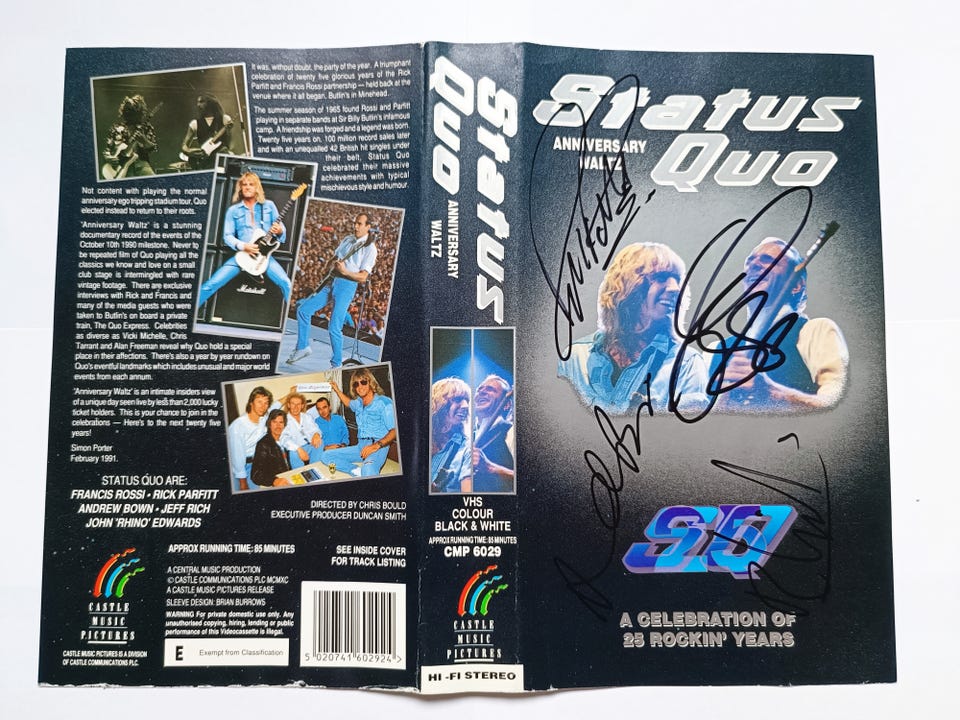 It was, without doubt, the party of the year. A triumphant
celebration of twenty five glorious years of the Rick
Parfitt and Francis Rossi partnership — held back at the
venue where it all began, Butlin's in Minehead.
The summer season of 1965 found Rossi and Parfitt
playing in separate bands at Sir Billy Butlin's infamous
camp. A friendship was forged and a legend was born.
Twenty five years on, 100 million record sales later
and with an unequalled 42 British hit singles under
their belt, Status Quo
celebrated their massive
achievements with typical
mischievous style and humour.
Not content with playing the normal
anniversary ego tripping stadium tour, Quo
elected instead to return to their roots.
'Anniversary Waltz' is a stunning
documentary record of the events of the
October 10th 1990 milestone. Never to
be repeated film of Quo playing all the
classics we know and love on a small
club stage is intermingled with rare
vintage footage. There are exclusive
interviews with Rick and Francis and
many of the media guests who were
taken to Butlin's on board a private
train, The Quo Express. Celebrities
as diverse as Vicki Michelle, Chris
Tarrant and Alan Freeman reveal why Quo hold a special
place in their affections. There's also a year by year rundown on
Quo's eventful landmarks which includes unusual and major world
events from each annum.
'Anniversary Waltz' is an intimate insiders view
of a unique day seen live by less than 2,000 lucky
ticket holders. This is your chance to join in the
celebrations — Here's to the next twenty five
years!
Simon Porter
February 1991.
Marshall
STATUS QUO ARE:
FRANCIS ROSSI • RICK PARFITT
ANDREW BOWN • JEFF RICH
JOHN 'RHINO' EDWARDS
DIRECTED BY CHRIS BOULD
EXECUTIVE PRODUCER DUNCAN SMITH
APPROX RUNNING TIME: 85 MINUTES
SEE INSIDE COVER
FOR TRACK LISTING
A CENTRAL MUSIC PRODUCTION
© CASTLE COMMUNICATIONS PLC MCMXC
A CASTLE MUSIC PICTURES RELEASE
SLEEVE DESIGN: BRIAN BURROWS
WARNING For private domestic use only. Any
unauthorised copying, hiring, lending or public
performance of this Videocassette is illegal.
E Exempt from Classification
CASTLE
MUSIC
PICTURES
CASTLE MUSIC PICTURES IS A DIVISION
OF CASTLE COMMUNICATIONS PLC.
5 020741 602924 >
Status
Quo
ANNIVERSARY
WALTZ
VHS
COLOUR
BLACK & WHITE
APPROX RUNNING TIME: 85 MINUTES
CMP 6029
CASTLE
MUSIC
PICTURES
HI-FI STEREO
Status
Quo
ANNIVERSARY
WALTZ
SQ
A CELEBRATION OF
25 ROCKIN' YEARS